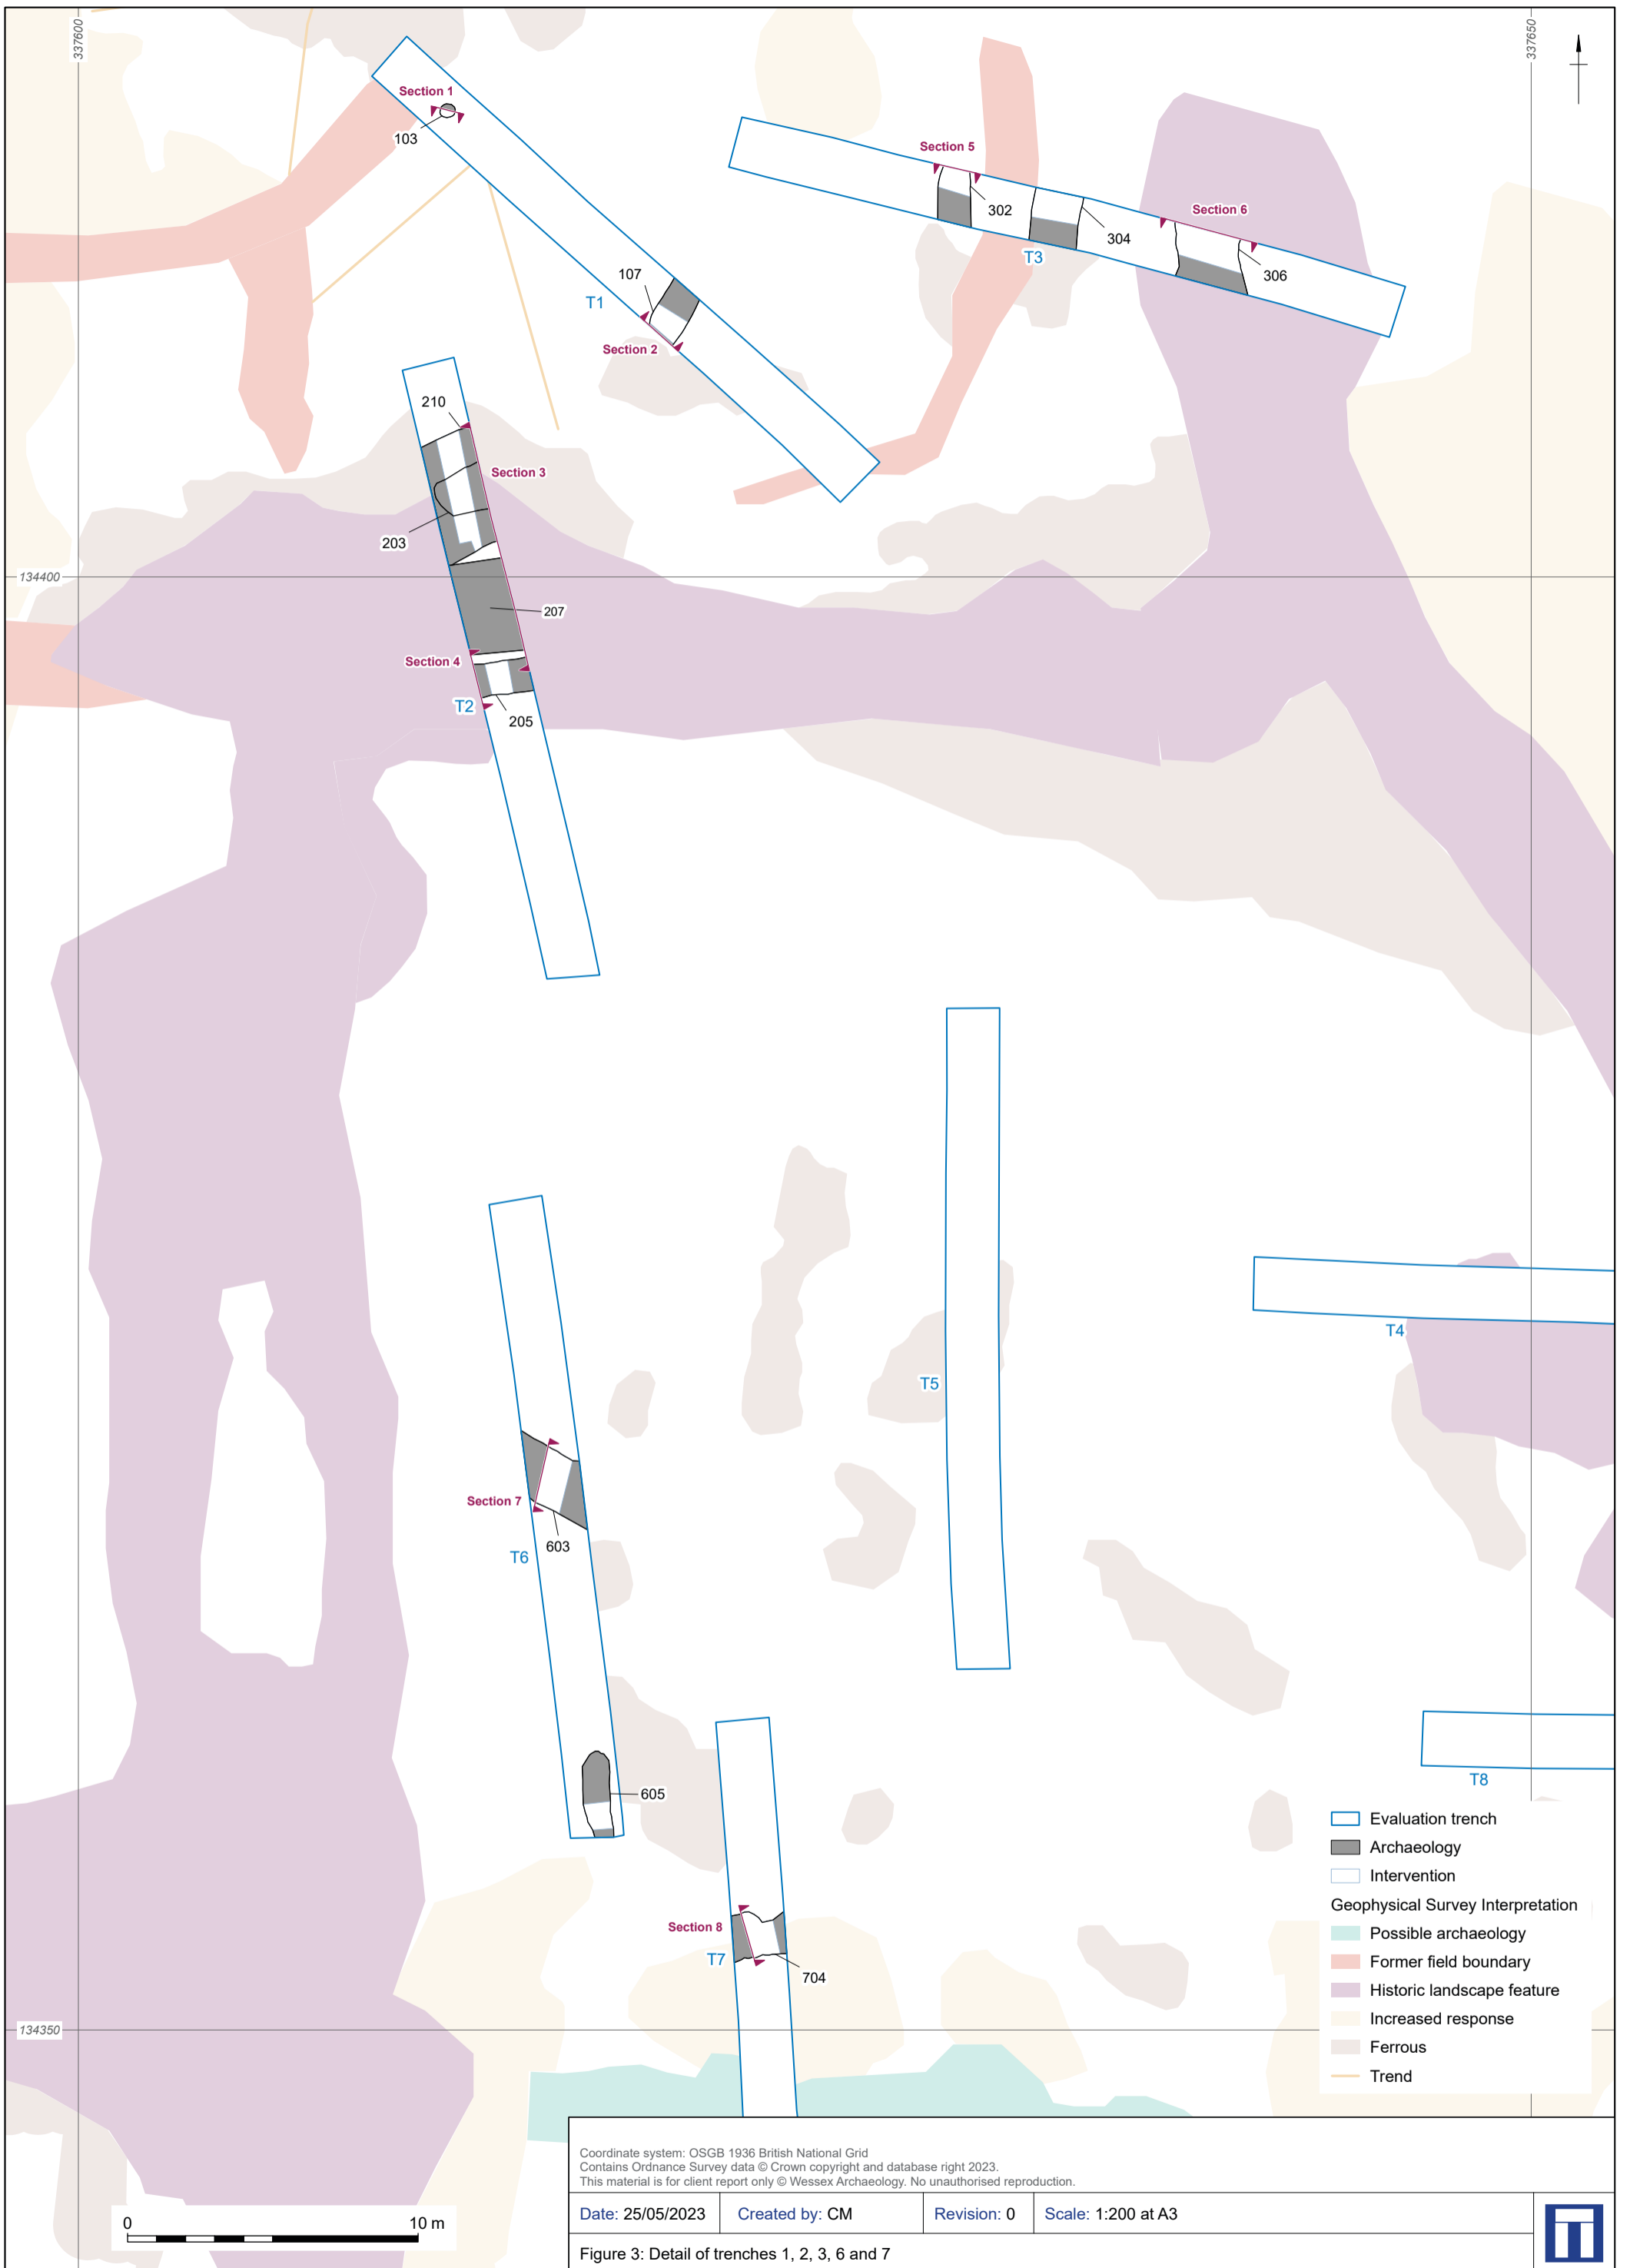 337600
337650
Section 1
103
Section 5
302
304
Section 6
306
T3
107
T1
Section 2
210
Section 3
203
134400
207
Section 4
T2
205
T4
T5
Section 7
603
T6
605
T8
Section 8
T7
704
134350
Evaluation trench
Archaeology
Intervention
Geophysical Survey Interpretation
Possible archaeology
Former field boundary
Historic landscape feature
Increased response
Ferrous
Trend
0 10 m
Coordinate system: OSGB 1936 British National Grid
Contains Ordnance Survey data © Crown copyright and database right 2023.
This material is for client report only © Wessex Archaeology. No unauthorised reproduction.
Date: 25/05/2023 Created by: CM Revision: 0 Scale: 1:200 at A3
Figure 3: Detail of trenches 1, 2, 3, 6 and 7